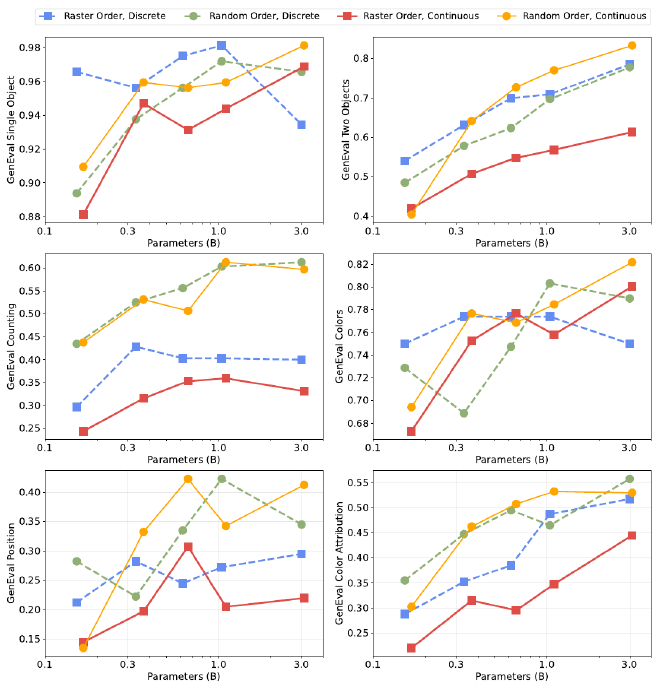 Raster Order, Discrete Random Order, Discrete Raster Order, Continuous Random Order, Continuous
GenEval Single Object
0.98
0.96
0.94
0.92
0.90
0.88
0.1 0.3 1.0 3.0
Parameters (B)
GenEval Two Objects
0.8
0.7
0.6
0.5
0.4
0.1 0.3 1.0 3.0
Parameters (B)
GenEval Counting
0.60
0.55
0.50
0.45
0.40
0.35
0.30
0.25
0.1 0.3 1.0 3.0
Parameters (B)
GenEval Colors
0.82
0.80
0.78
0.76
0.74
0.72
0.70
0.68
0.1 0.3 1.0 3.0
Parameters (B)
GenEval Position
0.40
0.35
0.30
0.25
0.20
0.15
0.1 0.3 1.0 3.0
Parameters (B)
GenEval Color Attribution
0.55
0.50
0.45
0.40
0.35
0.30
0.25
0.1 0.3 1.0 3.0
Parameters (B)